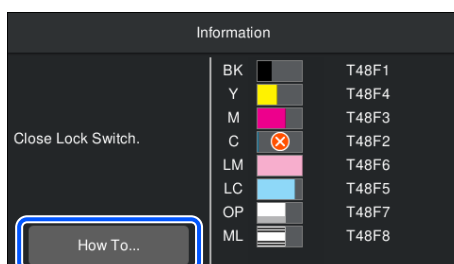 Information
BK T48F1
Y T48F4
M T48F3
Close Lock Switch.
C T48F2
LM T48F6
LC T48F5
OP T48F7
ML T48F8
How To...